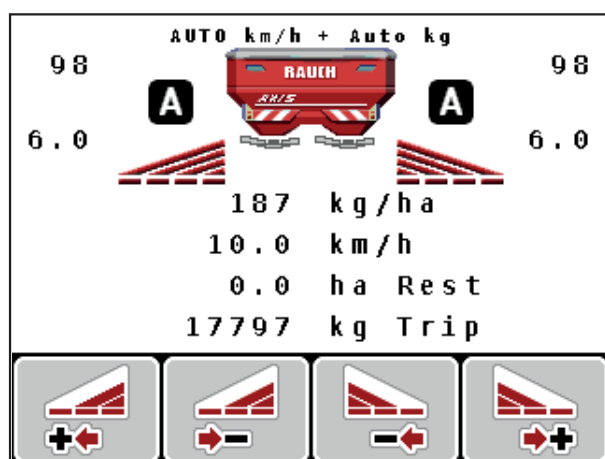 AUTO km/h + Auto kg
98 98
RAUCH
AXIS
A A
6.0 6.0
187 kg/ha
10.0 km/h
0.0 ha Rest
17797 kg Trip
+ - - +